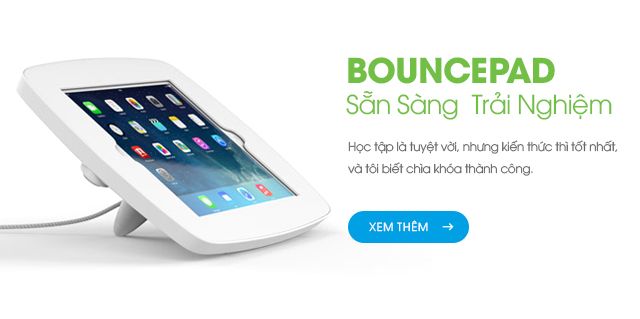 BOUNCEPAD
Sẵn Sàng Trải Nghiệm
Học tập là tuyệt vời, nhưng kiến thức thì tốt nhất,
và tôi biết chìa khóa thành công.
XEM THÊM